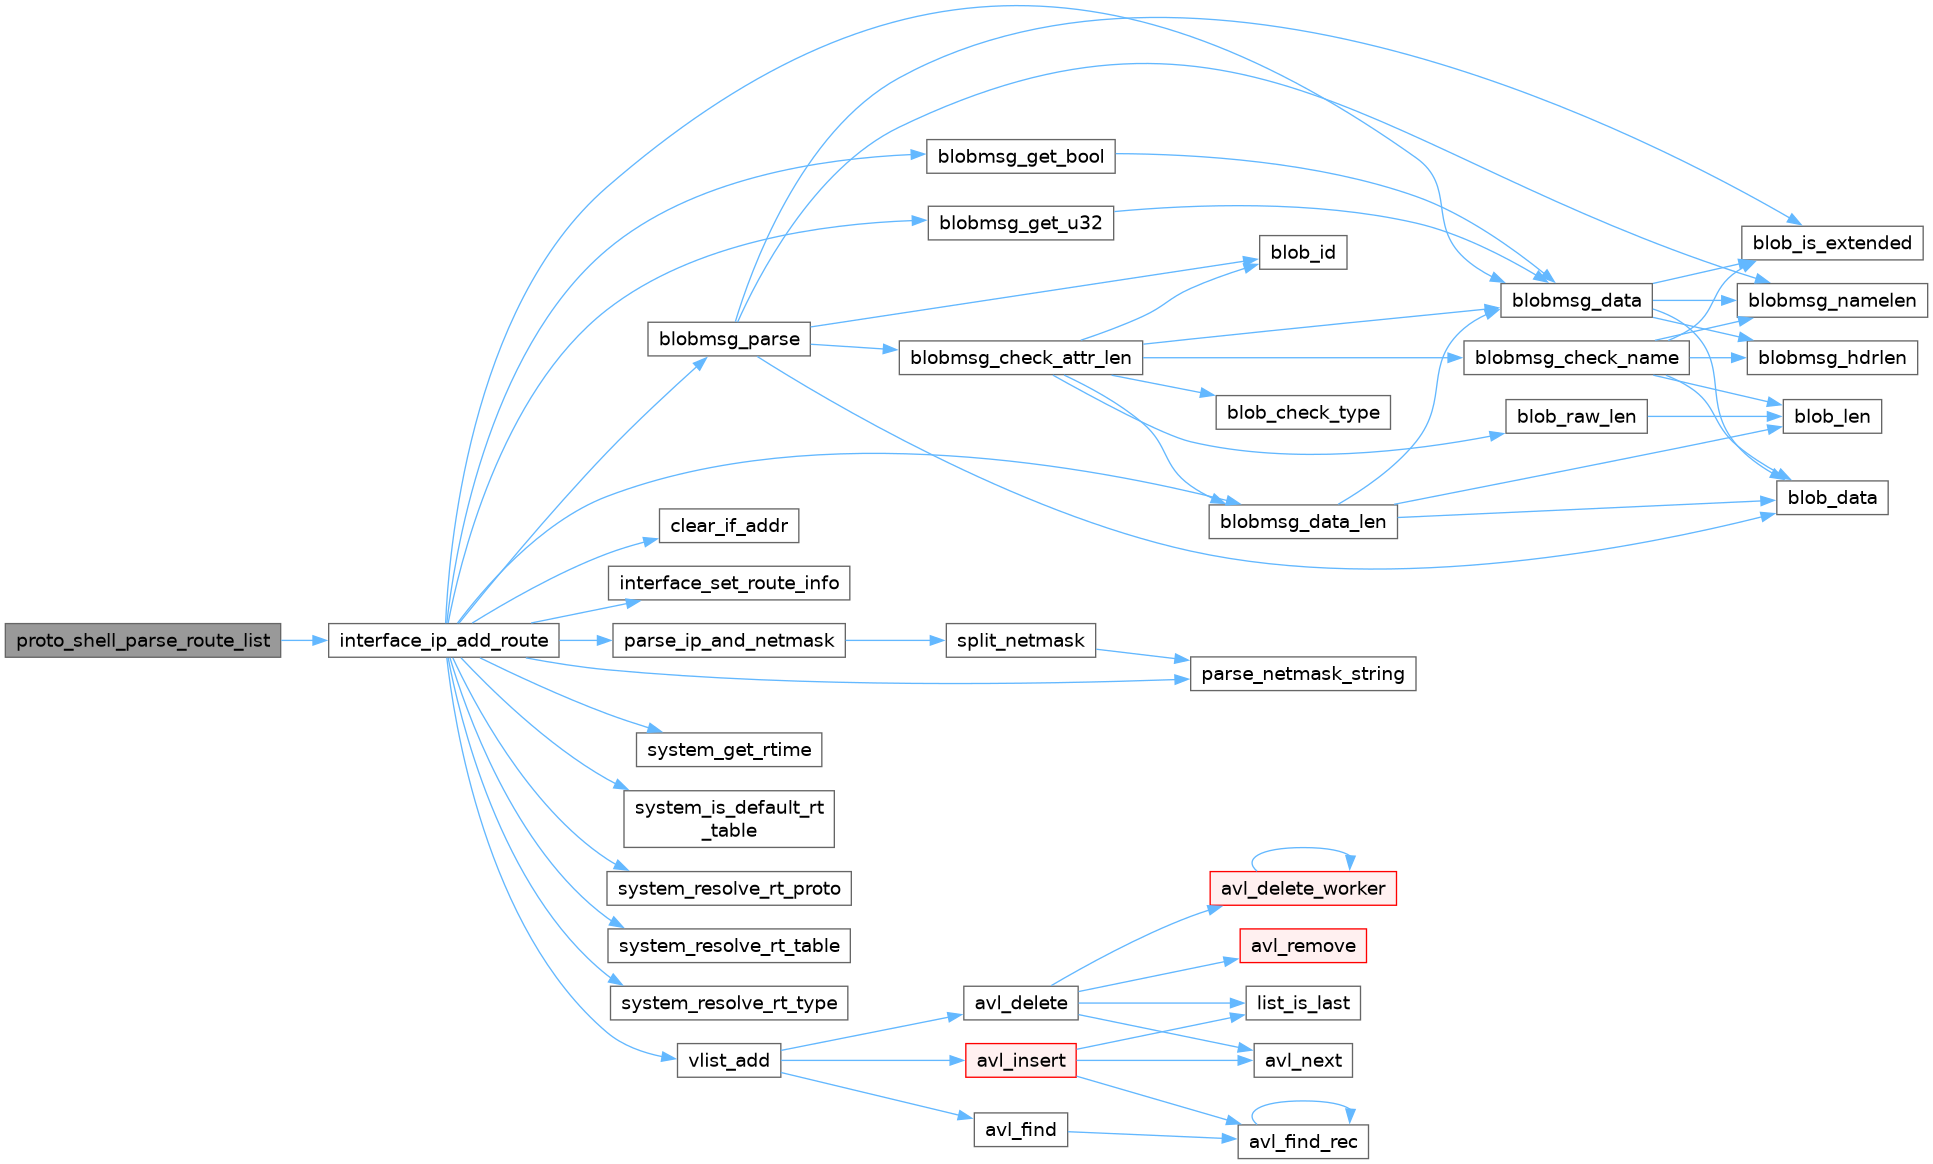 proto_shell_parse_route_list
interface_ip_add_route
blobmsg_parse
clear_if_addr
interface_set_route_info
parse_ip_and_netmask
system_get_rtime
system_is_default_rt
_table
system_resolve_rt_proto
system_resolve_rt_table
system_resolve_rt_type
vlist_add
blobmsg_get_bool
blobmsg_get_u32
blobmsg_check_attr_len
split_netmask
avl_delete
avl_insert
avl_find
blob_id
blob_check_type
blobmsg_data_len
parse_netmask_string
avl_delete_worker
avl_remove
list_is_last
avl_next
avl_find_rec
blobmsg_data
blobmsg_check_name
blob_raw_len
blob_is_extended
blobmsg_namelen
blobmsg_hdrlen
blob_len
blob_data